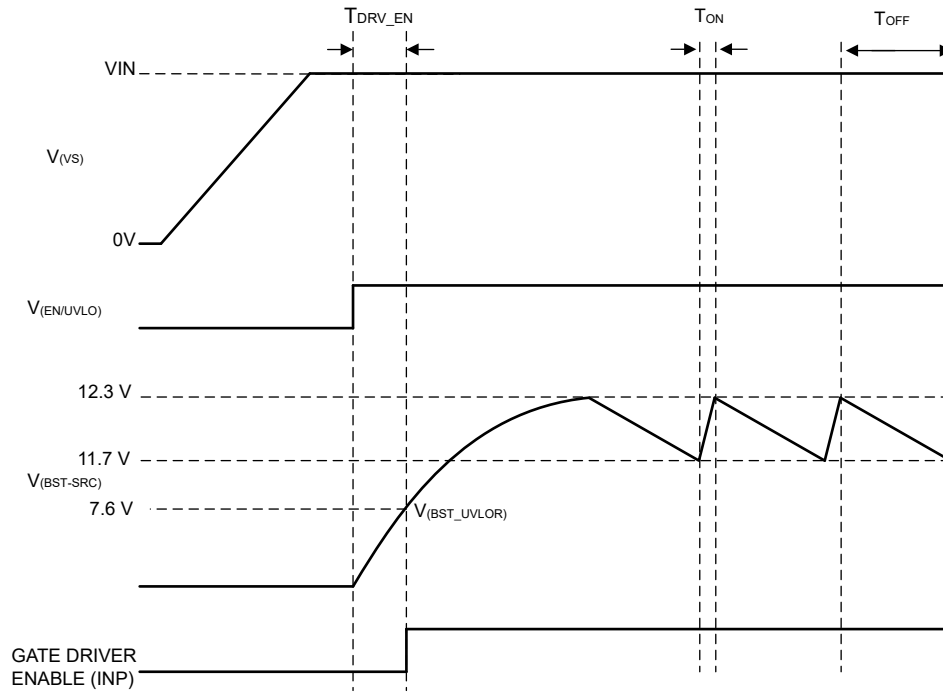 TDRV_EN
TON
TOFF
VIN
V(VS)
0V
V(EN/UVLO)
12.3 V
11.7 V
V(BST-SRC)
7.6 V
V(BST_UVLOR)
GATE DRIVER
ENABLE (INP)